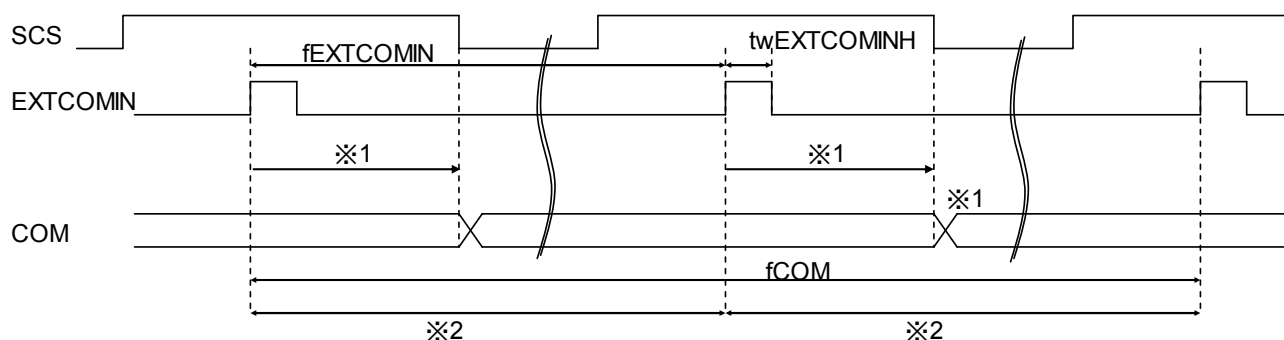 SCS
fEXTCOMIN
twEXTCOMINH
EXTCOMIN
※1
※1
※1
COM
fCOM
※2
※2